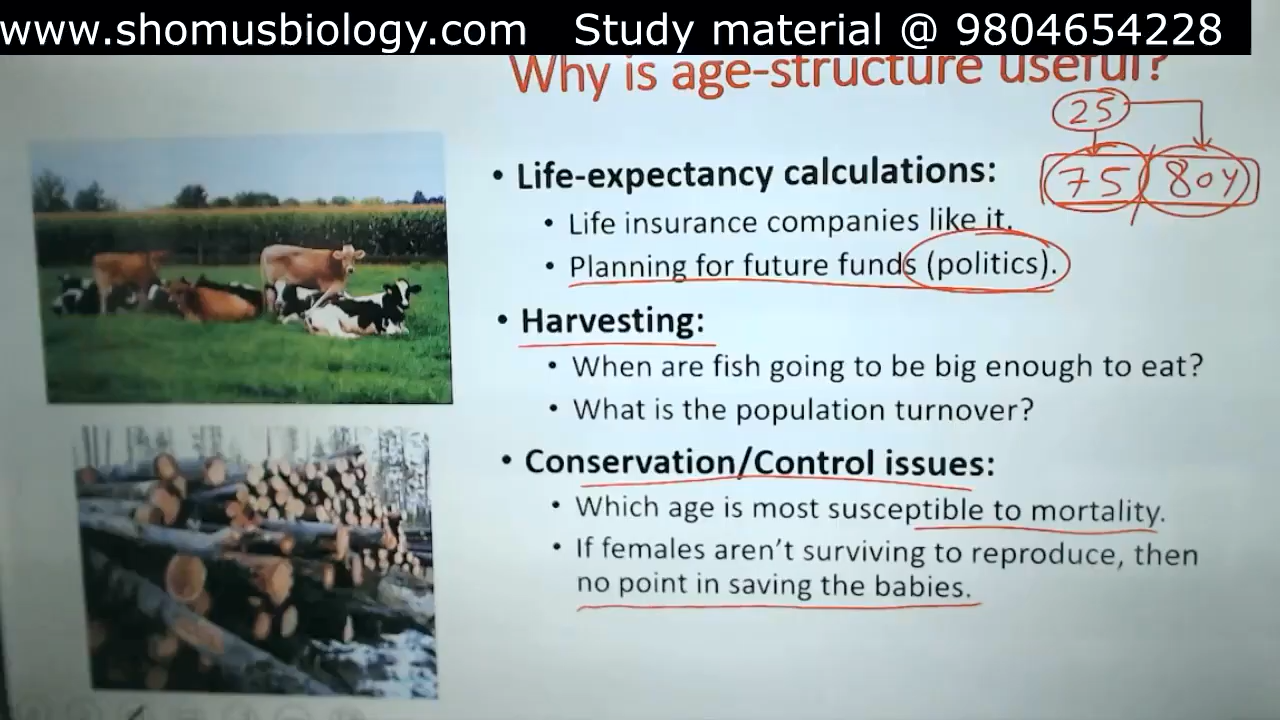 www.shomusbiology.com Study material @ 9804654228
Why is age-structure useful?
25
• Life-expectancy calculations:
75 80y
• Life insurance companies like it.
• Planning for future funds (politics).
• Harvesting:
• When are fish going to be big enough to eat?
• What is the population turnover?
• Conservation/Control issues:
• Which age is most susceptible to mortality.
• If females aren't surviving to reproduce, then
no point in saving the babies.